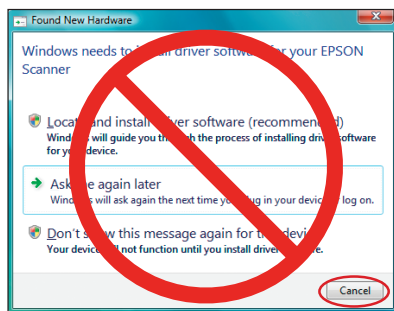 Found New Hardware
Windows needs to install driver software for your EPSON
Scanner
Locate and install driver software (recommended)
Windows will guide you through the process of installing driver software
for your device.
Ask me again later
Windows will ask again the next time you plug in your device or log on.
Don't show this message again for this device
Your device will not function until you install driver software.
Cancel